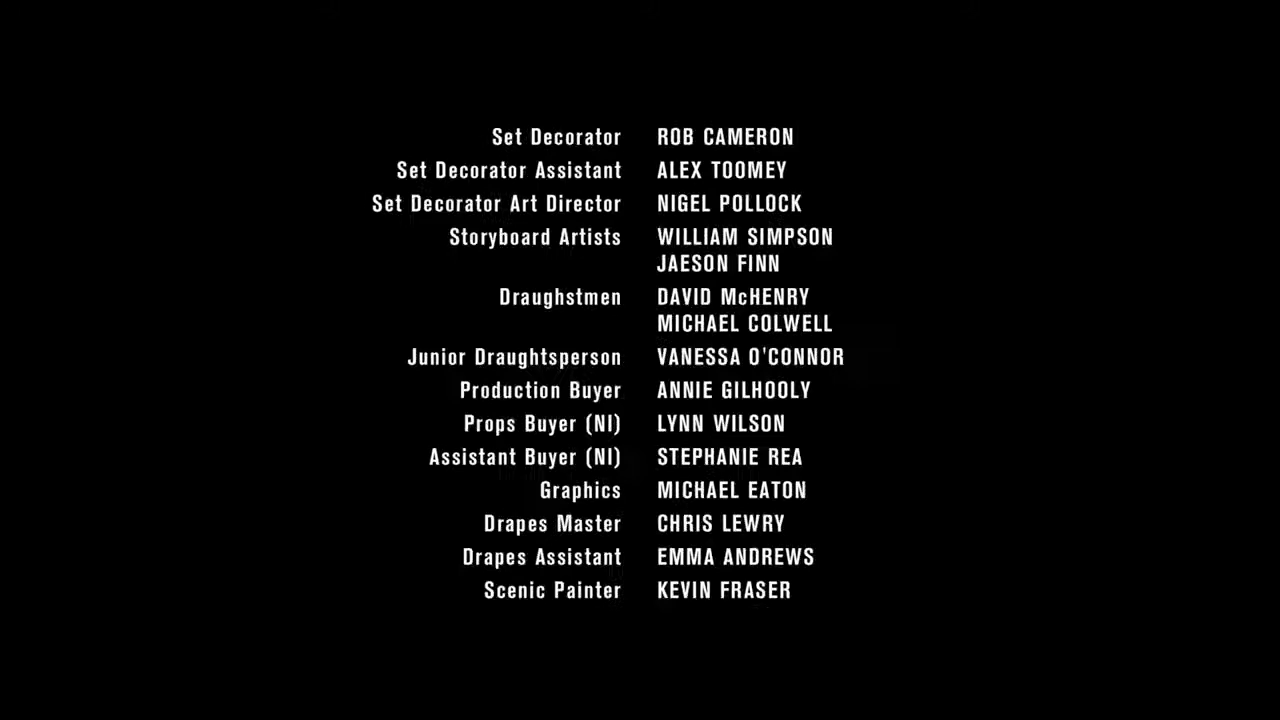 Set Decorator ROB CAMERON
Set Decorator Assistant ALEX TOOMEY
Set Decorator Art Director NIGEL POLLOCK
Storyboard Artists WILLIAM SIMPSON
JAESON FINN
Draughstmen DAVID McHENRY
MICHAEL COLWELL
Junior Draughtsperson VANESSA O'CONNOR
Production Buyer ANNIE GILHOOLY
Props Buyer (NI) LYNN WILSON
Assistant Buyer (NI) STEPHANIE REA
Graphics MICHAEL EATON
Drapes Master CHRIS LEWRY
Drapes Assistant EMMA ANDREWS
Scenic Painter KEVIN FRASER